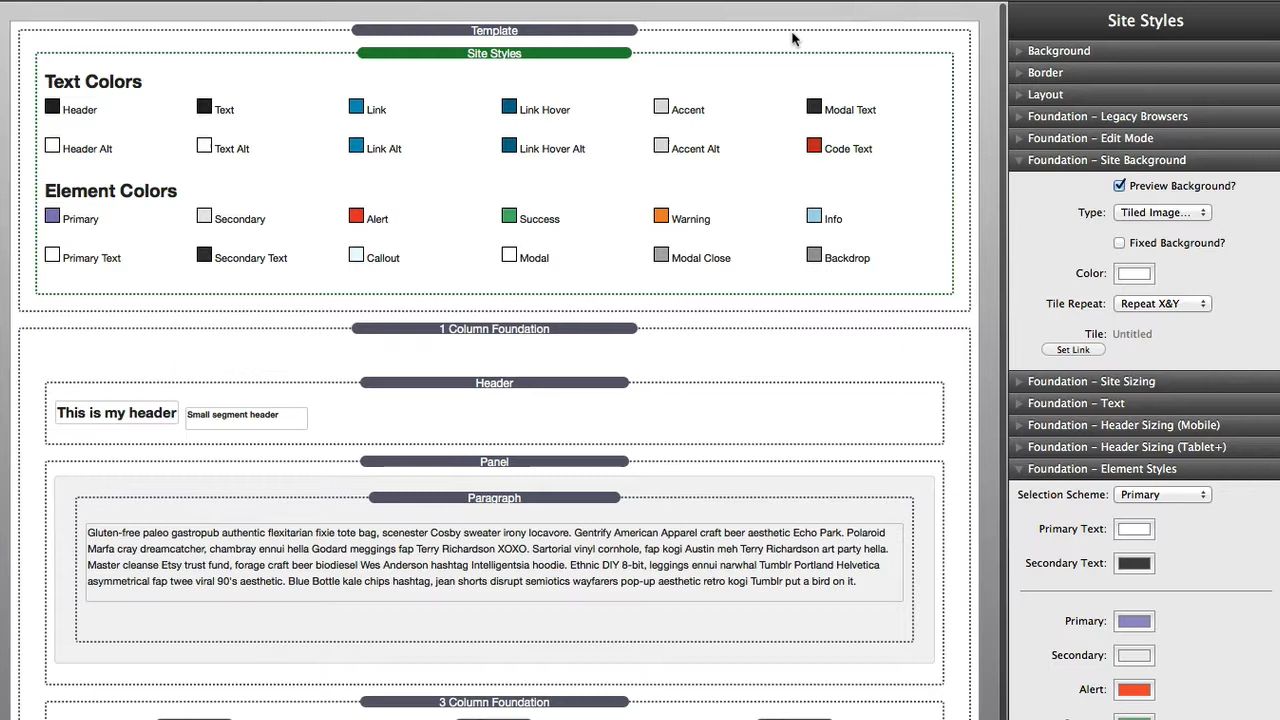 Template
Site Styles
Text Colors
Header Text Link Link Hover Accent Modal Text
Header Alt Text Alt Link Alt Link Hover Alt Accent Alt Code Text
Element Colors
Primary Secondary Alert Success Warning Info
Primary Text Secondary Text Callout Modal Modal Close Backdrop
1 Column Foundation
Header
This is my header Small segment header
Panel
Paragraph
Gluten-free paleo gastropub authentic flexitarian fixie tote bag, scenester Cosby sweater irony locavore. Gentrify American Apparel craft beer aesthetic Echo Park. Polaroid
Marfa cray dreamcatcher, chambray ennui hella Godard meggings fap Terry Richardson XOXO. Sartorial vinyl cornhole, fap kogi Austin meh Terry Richardson art party hella.
Master cleanse Etsy trust fund, forage craft beer biodiesel Wes Anderson hashtag Intelligentsia hoodie. Ethnic DIY 8-bit, leggings ennui narwhal Tumblr Portland Helvetica
asymmetrical fap twee viral 90's aesthetic. Blue Bottle kale chips hashtag, jean shorts disrupt semiotics wayfarers pop-up aesthetic retro kogi Tumblr put a bird on it.
3 Column Foundation
Site Styles
Background
Border
Layout
Foundation – Legacy Browsers
Foundation – Edit Mode
Foundation – Site Background
Preview Background?
Type: Tiled Image...
Fixed Background?
Color:
Tile Repeat: Repeat X&Y
Tile: Untitled
Set Link
Foundation – Site Sizing
Foundation – Text
Foundation – Header Sizing (Mobile)
Foundation – Header Sizing (Tablet+)
Foundation – Element Styles
Selection Scheme: Primary
Primary Text:
Secondary Text:
Primary:
Secondary:
Alert: